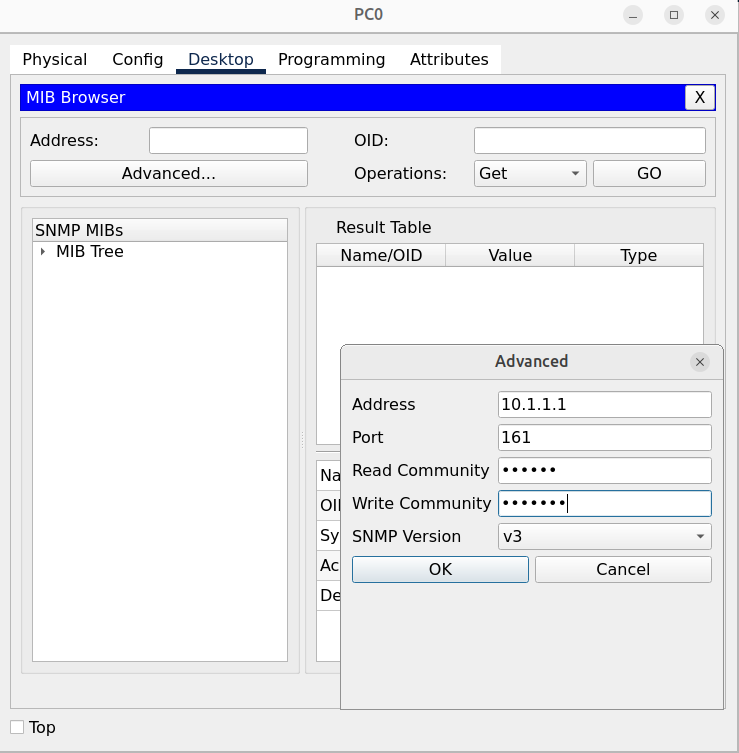 PC0
Physical Config Desktop Programming Attributes
MIB Browser X
Address: OID:
Advanced... Operations: Get GO
SNMP MIBs
MIB Tree
Result Table
Name/OID Value Type
Advanced
Address 10.1.1.1
Port 161
Read Community ••••••
Write Community •••••••
SNMP Version v3
OK Cancel
Na
OI
Sy
Ac
De
Top